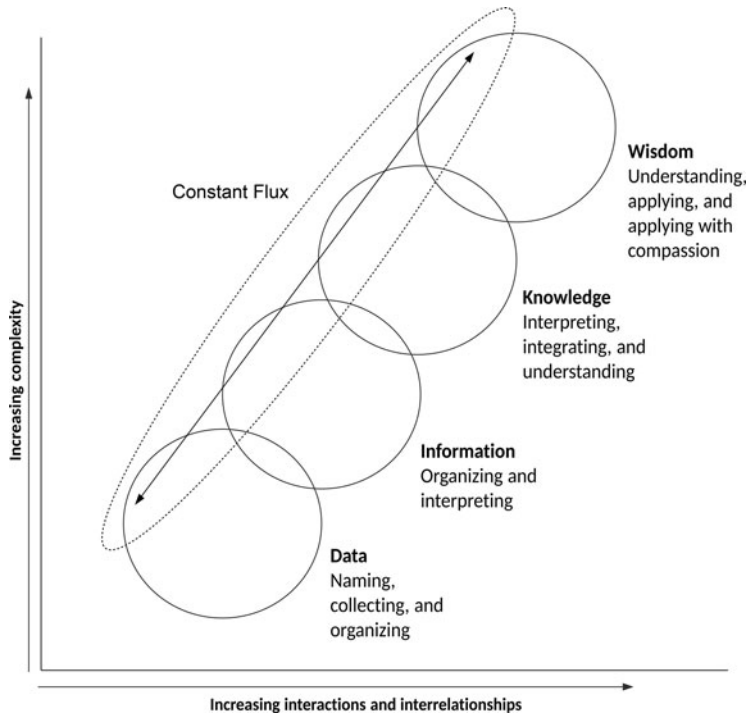 Constant Flux
Wisdom
Understanding,
applying, and
applying with
compassion
Knowledge
Interpreting,
integrating, and
understanding
Information
Organizing and
interpreting
Data
Naming,
collecting, and
organizing
Increasing complexity
Increasing interactions and interrelationships